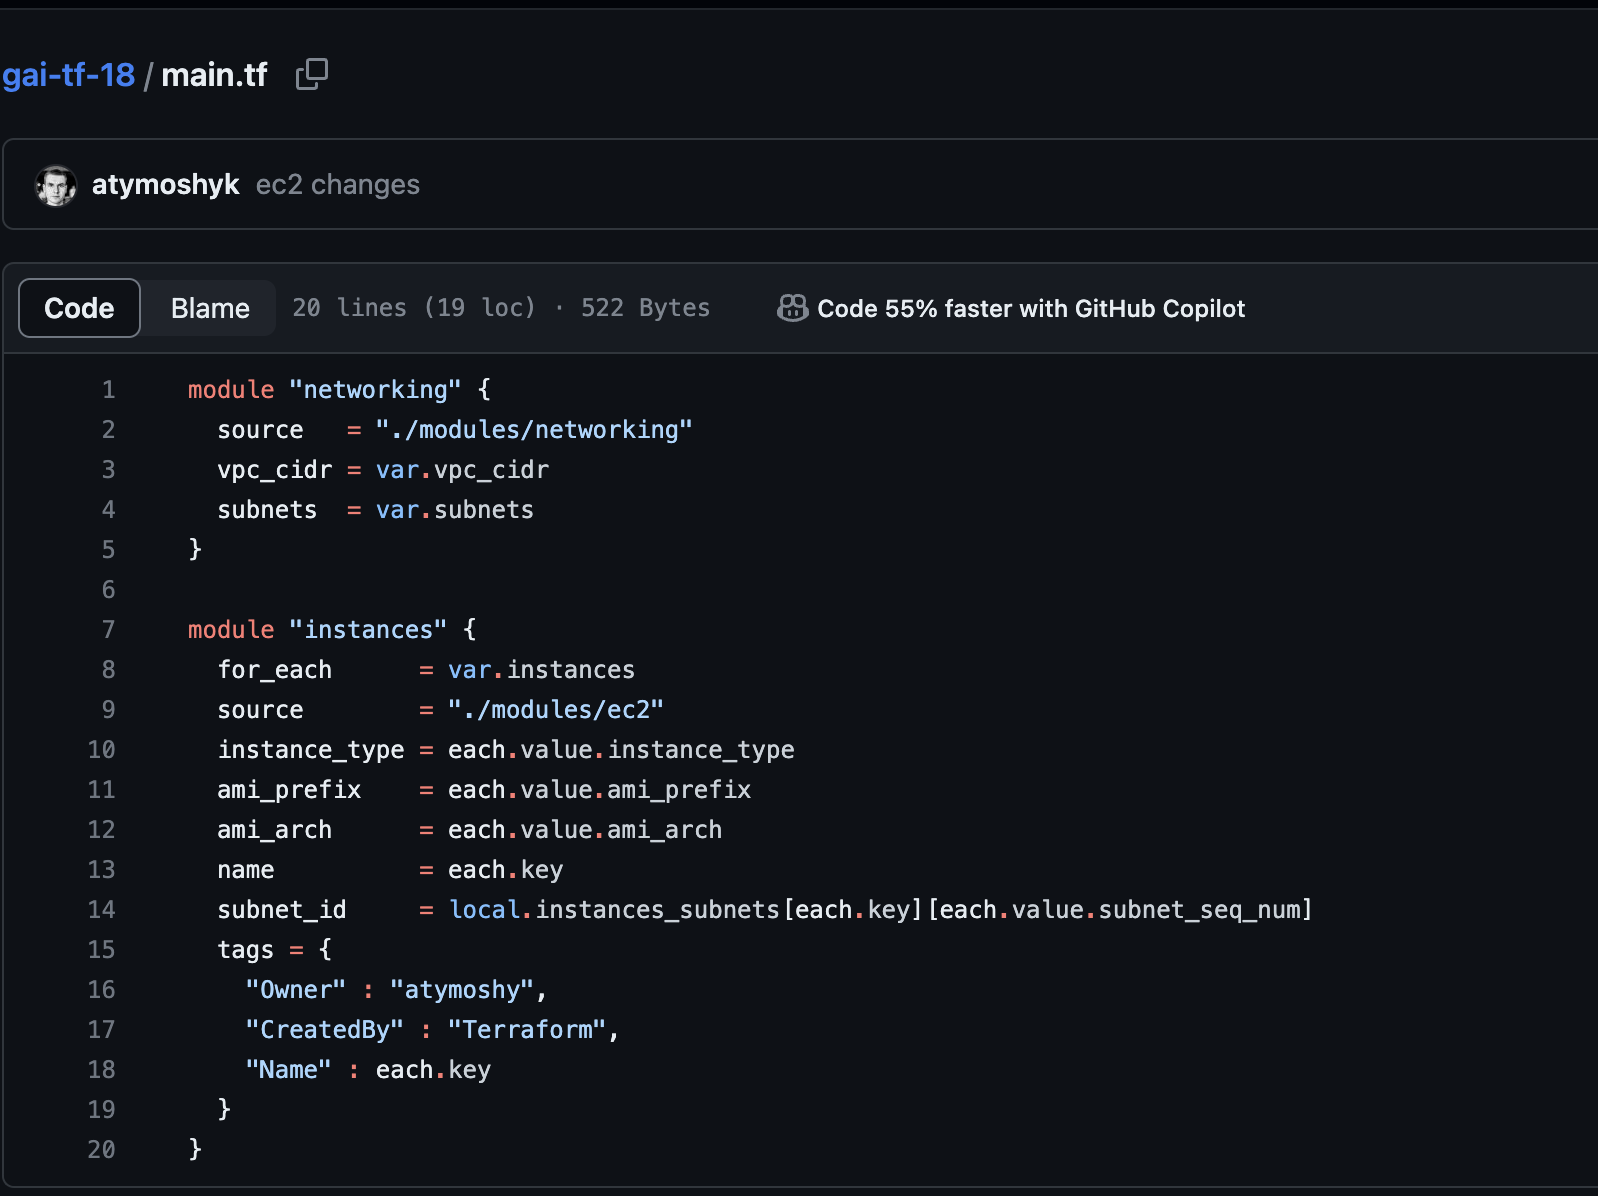 gai-tf-18 / main.tf
atymoshyk ec2 changes
Code Blame 20 lines (19 loc) · 522 Bytes Code 55% faster with GitHub Copilot
1 module "networking" {
2   source   = "./modules/networking"
3   vpc_cidr = var.vpc_cidr
4   subnets  = var.subnets
5 }
6
7 module "instances" {
8   for_each      = var.instances
9   source        = "./modules/ec2"
10   instance_type = each.value.instance_type
11   ami_prefix    = each.value.ami_prefix
12   ami_arch      = each.value.ami_arch
13   name          = each.key
14   subnet_id     = local.instances_subnets[each.key][each.value.subnet_seq_num]
15   tags = {
16     "Owner" : "atymoshy",
17     "CreatedBy" : "Terraform",
18     "Name" : each.key
19   }
20 }